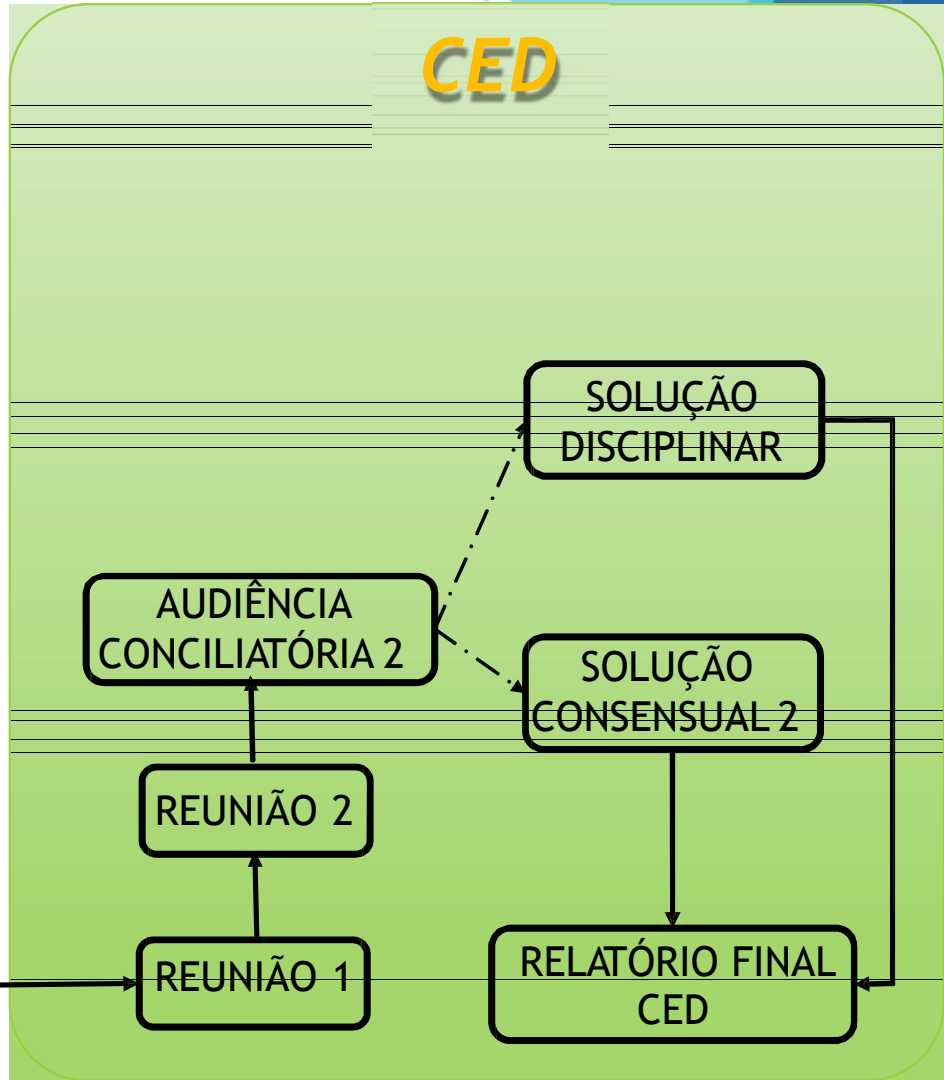 CED
SOLUÇÃO
DISCIPLINAR
AUDIÊNCIA
CONCILIATÓRIA 2
SOLUÇÃO
CONSENSUAL 2
REUNIÃO 2
REUNIÃO 1
RELATÓRIO FINAL
CED